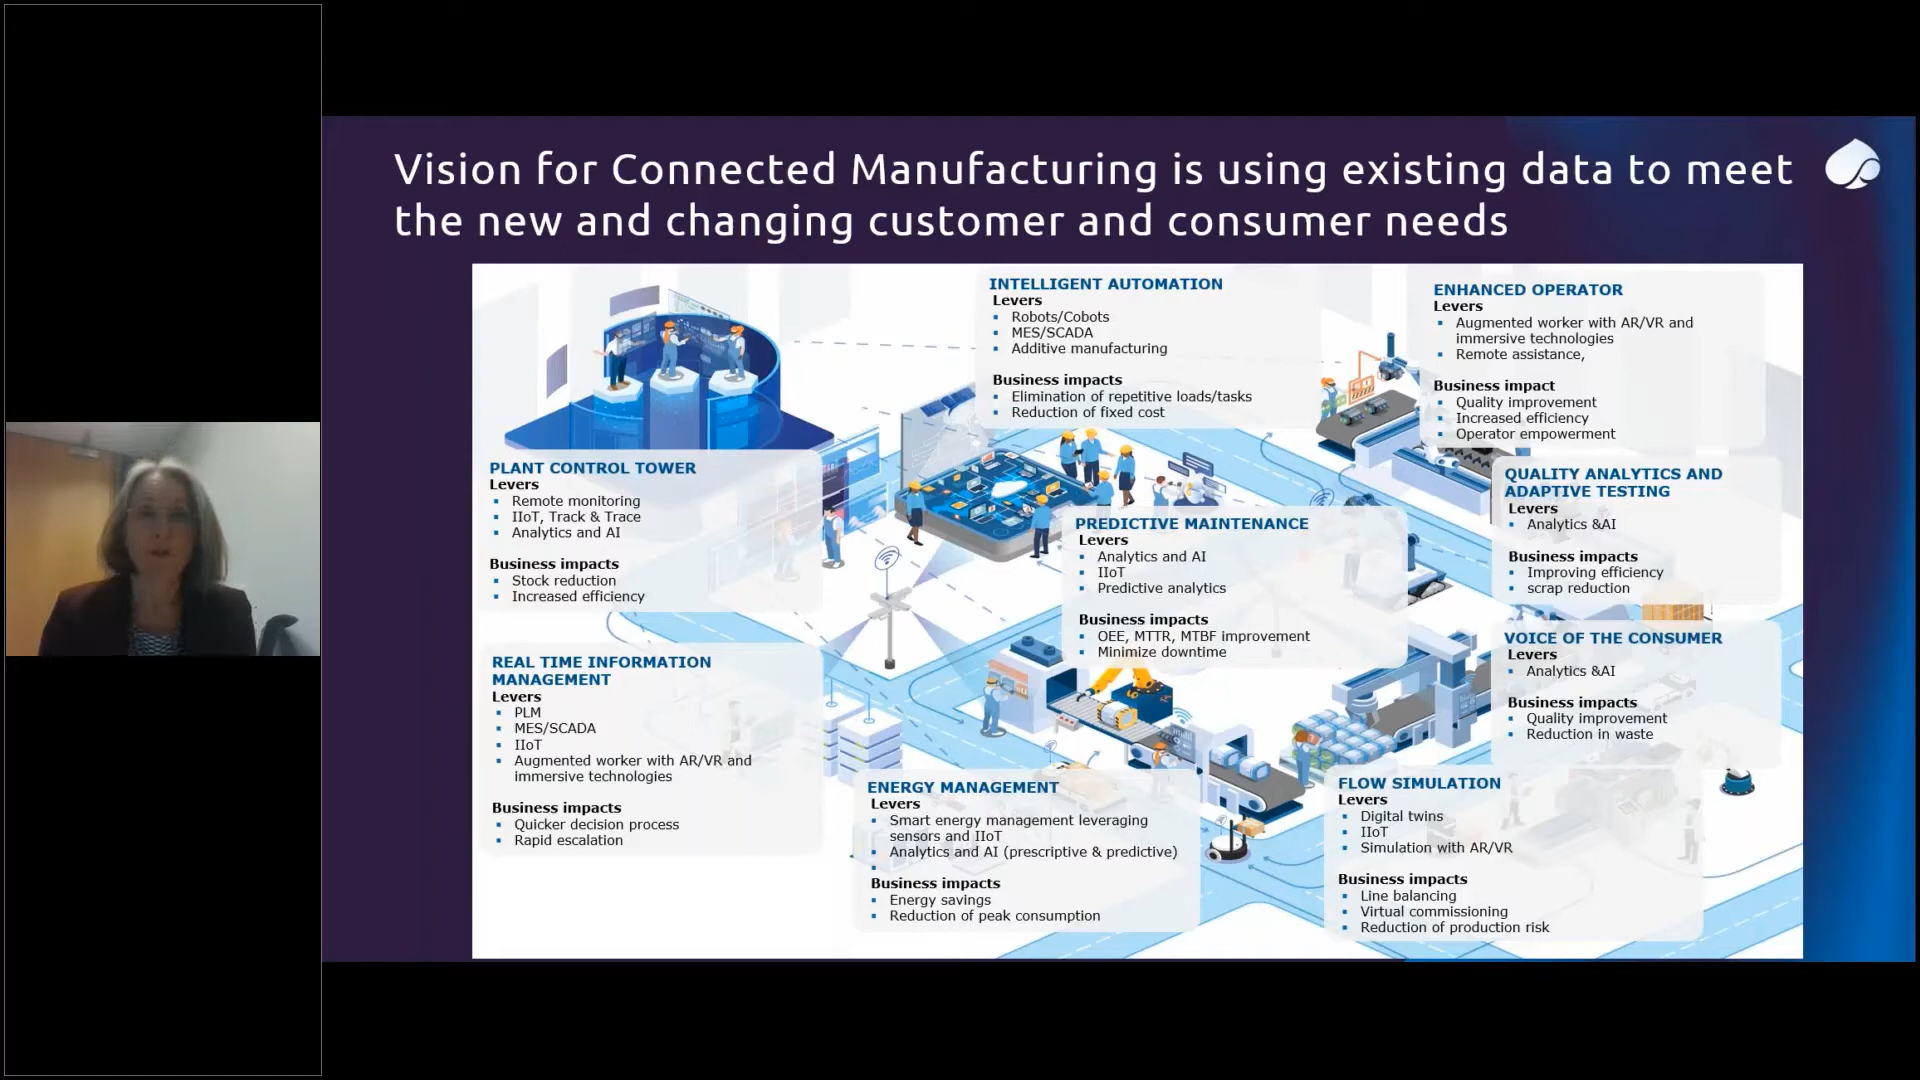 Vision for Connected Manufacturing is using existing data to meet
the new and changing customer and consumer needs
INTELLIGENT AUTOMATION
Levers
▪ Robots/Cobots
▪ MES/SCADA
▪ Additive manufacturing
Business impacts
▪ Elimination of repetitive loads/tasks
▪ Reduction of fixed cost
ENHANCED OPERATOR
Levers
▪ Augmented worker with AR/VR and
immersive technologies
▪ Remote assistance,
Business impact
▪ Quality improvement
▪ Increased efficiency
▪ Operator empowerment
PLANT CONTROL TOWER
Levers
▪ Remote monitoring
▪ IIoT, Track & Trace
▪ Analytics and AI
Business impacts
▪ Stock reduction
▪ Increased efficiency
PREDICTIVE MAINTENANCE
Levers
▪ Analytics and AI
▪ IIoT
▪ Predictive analytics
Business impacts
▪ OEE, MTTR, MTBF improvement
▪ Minimize downtime
QUALITY ANALYTICS AND
ADAPTIVE TESTING
Levers
▪ Analytics &AI
Business impacts
▪ Improving efficiency
▪ scrap reduction
VOICE OF THE CONSUMER
Levers
▪ Analytics &AI
Business impacts
▪ Quality improvement
▪ Reduction in waste
REAL TIME INFORMATION
MANAGEMENT
Levers
▪ PLM
▪ MES/SCADA
▪ IIoT
▪ Augmented worker with AR/VR and
immersive technologies
Business impacts
▪ Quicker decision process
▪ Rapid escalation
ENERGY MANAGEMENT
Levers
▪ Smart energy management leveraging
sensors and IIoT
▪ Analytics and AI (prescriptive & predictive)
▪
Business impacts
▪ Energy savings
▪ Reduction of peak consumption
FLOW SIMULATION
Levers
▪ Digital twins
▪ IIoT
▪ Simulation with AR/VR
Business impacts
▪ Line balancing
▪ Virtual commissioning
▪ Reduction of production risk